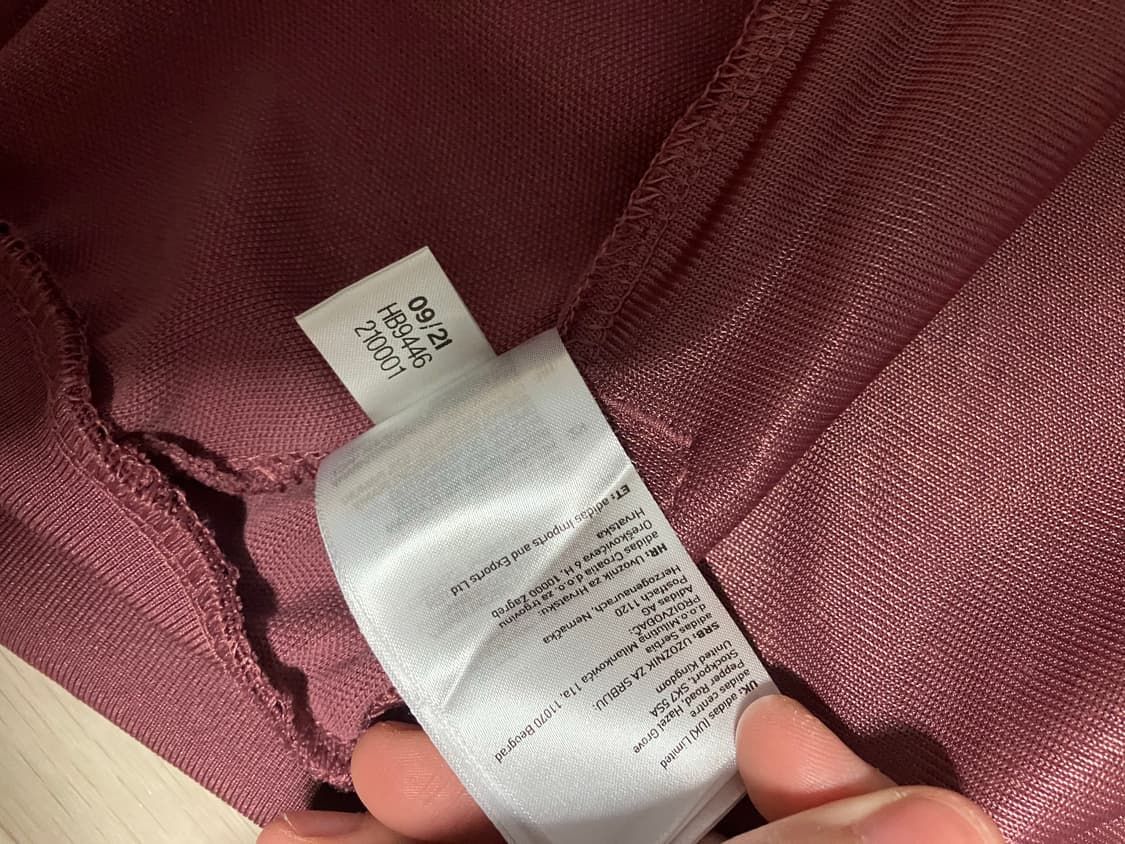 09/21
HB9446
210001
UK: adidas (UK) Limited
adidas centre
Pepper Road, Hazel Grove
Stockport, SK7 5SA
United Kingdom
SRB: UZOZNIK ZA SRBIJU:
adidas Serbia
d.o.o.Milutina Milankovića 11a, 11070 Beograd
PROIZVOĐAČ:
Adidas AG
Postfach 1120
Herzogenaurach, Nemačka
HR: Uvoznik za Hrvatsku:
adidas Croatia d.o.o. za trgovinu
Oreškovićeva 6 H, 10000 Zagreb
Hrvatska
ET: adidas Imports and Exports Ltd